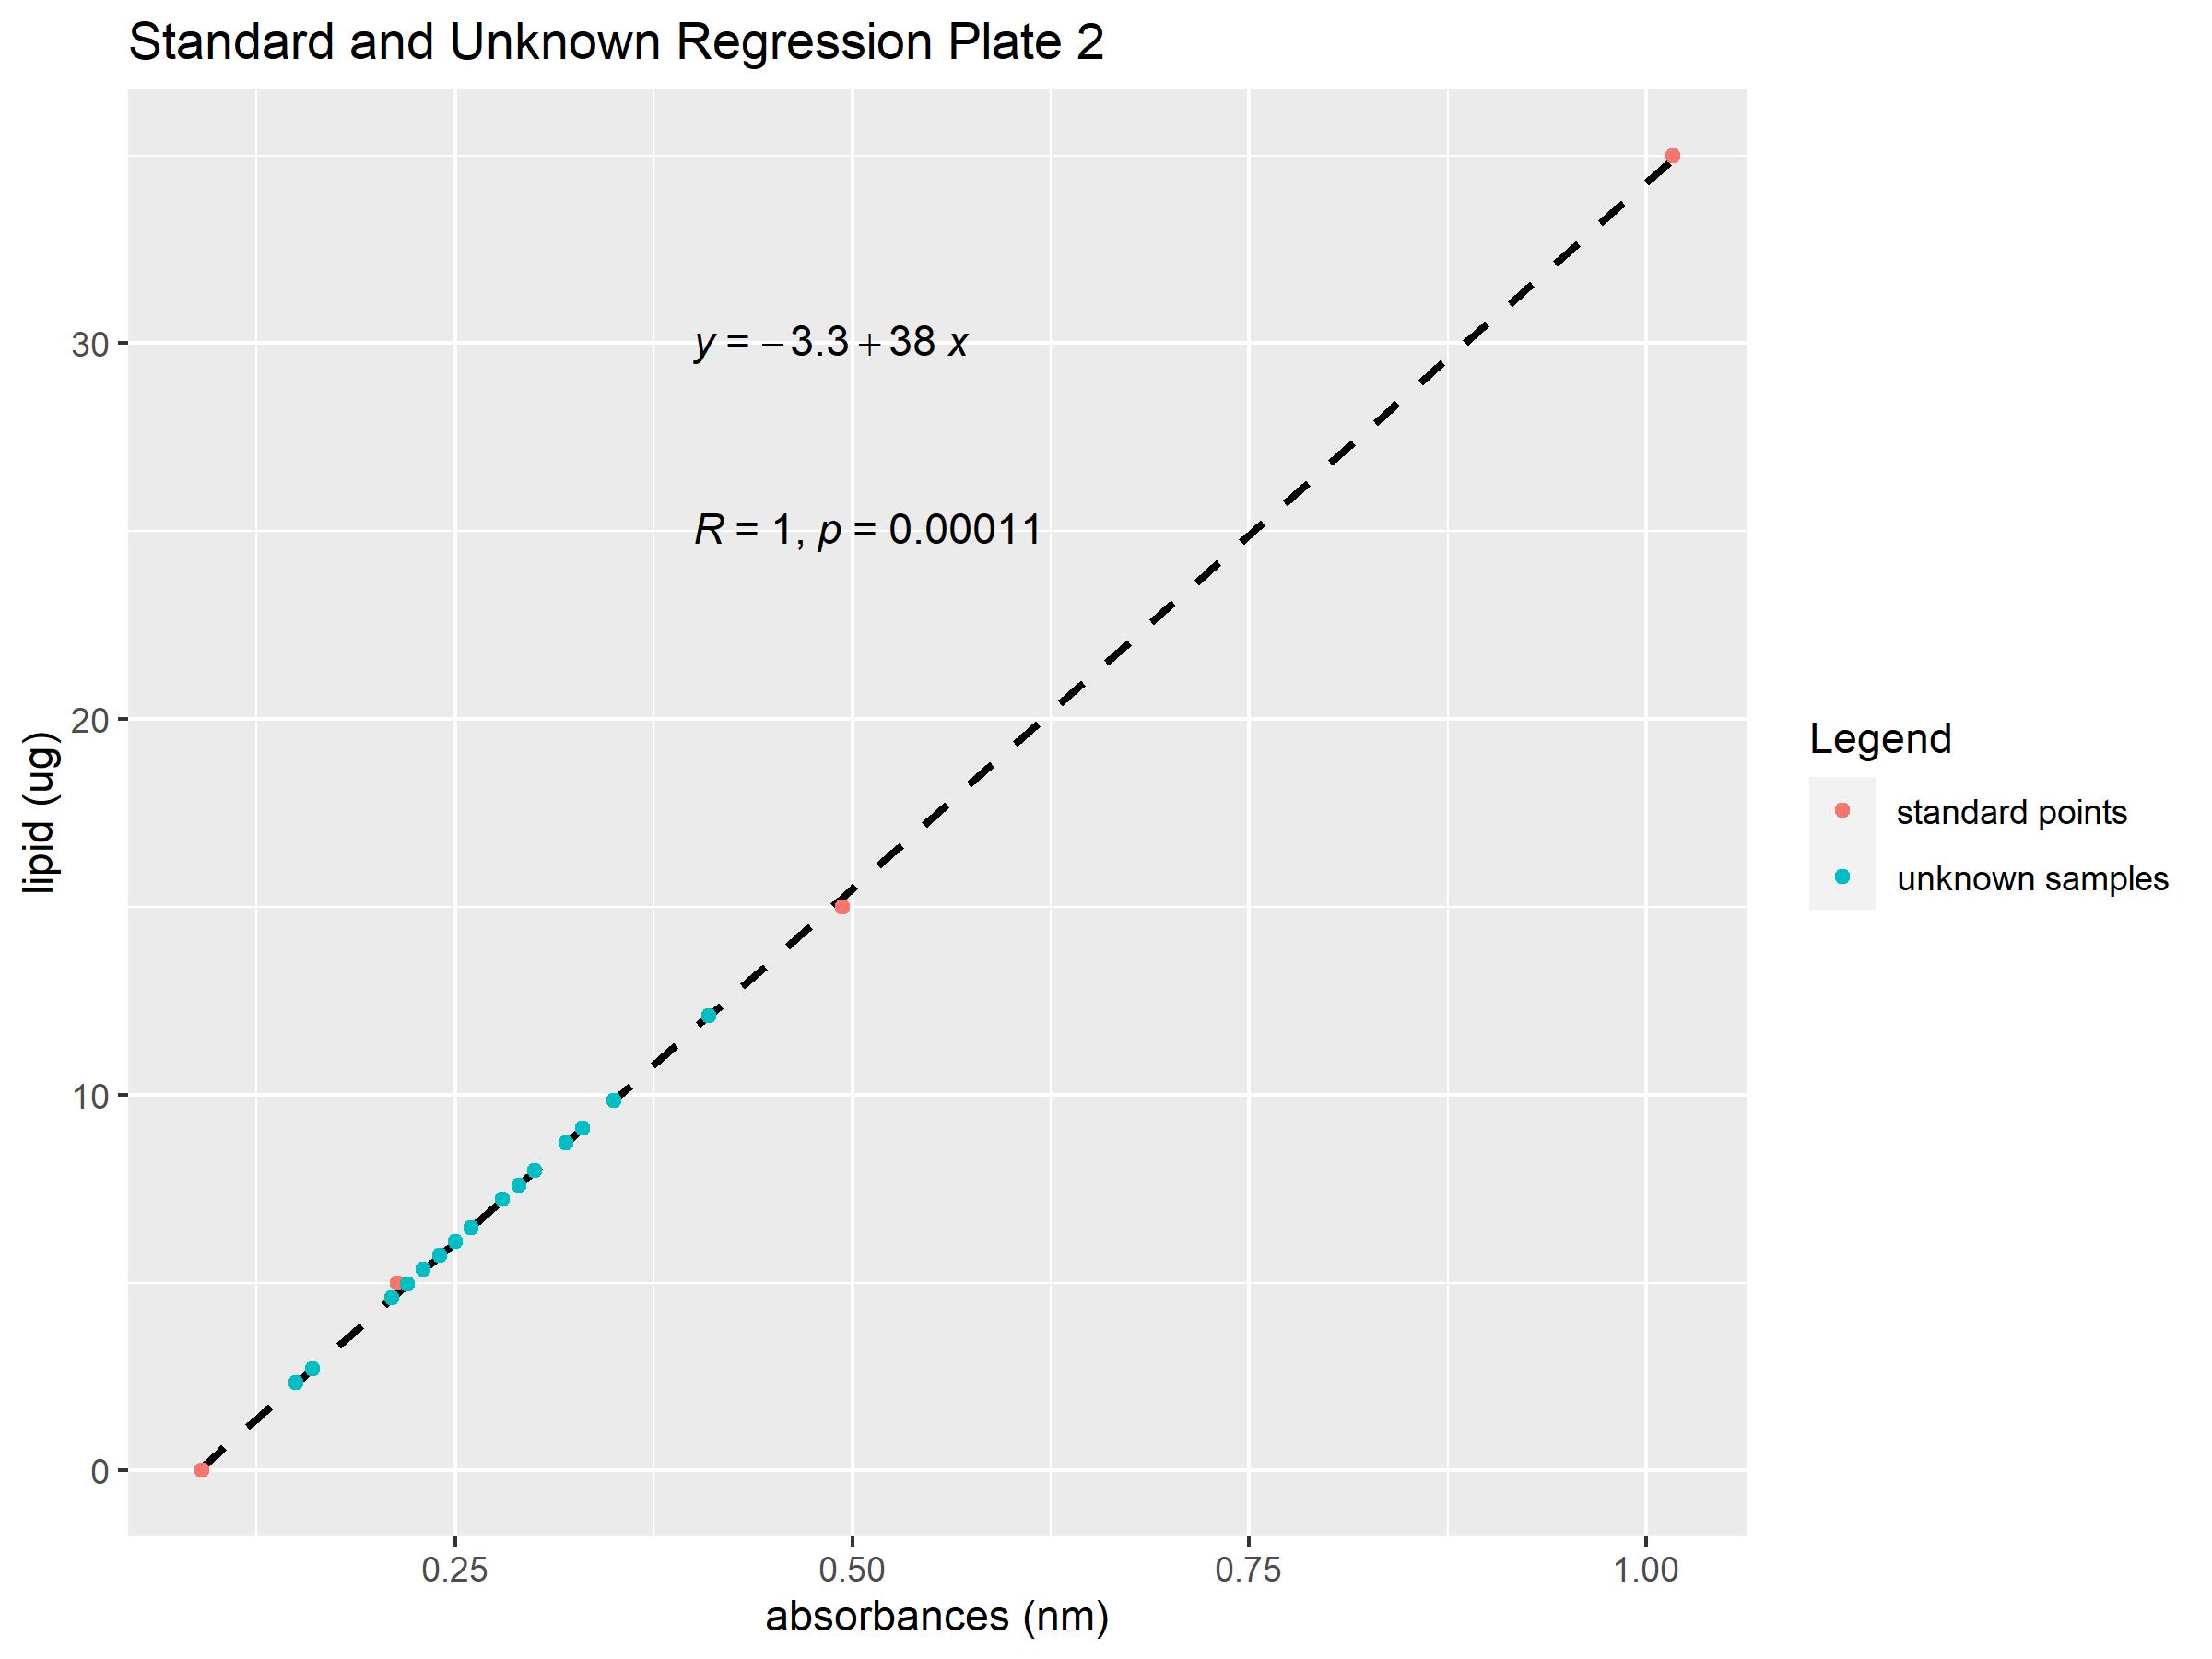 Standard and Unknown Regression Plate 2
y = −3.3+38 x
R = 1, p = 0.00011
30
20
10
0
lipid (ug)
0.25 0.50 0.75 1.00
absorbances (nm)
Legend
standard points
unknown samples